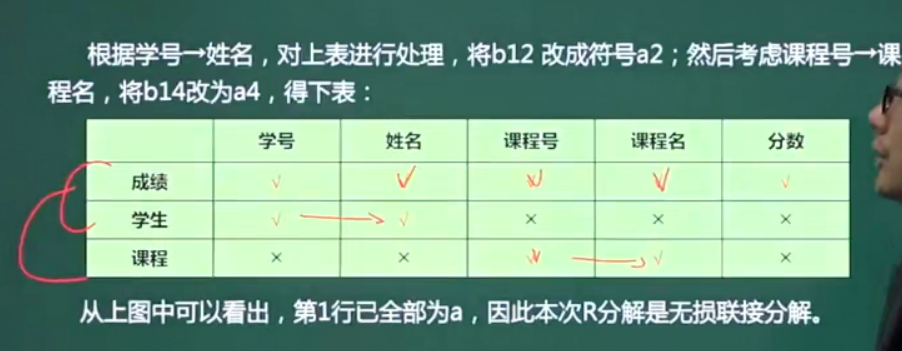 根据学号→姓名，对上表进行处理，将b12 改成符号a2；然后考虑课程号→课
程名，将b14改为a4，得下表：
学号 姓名 课程号 课程名 分数
成绩 √ √ √ √ √
学生 √ √ × × ×
课程 × × √ √ ×
从上图中可以看出，第1行已全部为a，因此本次R分解是无损联接分解。